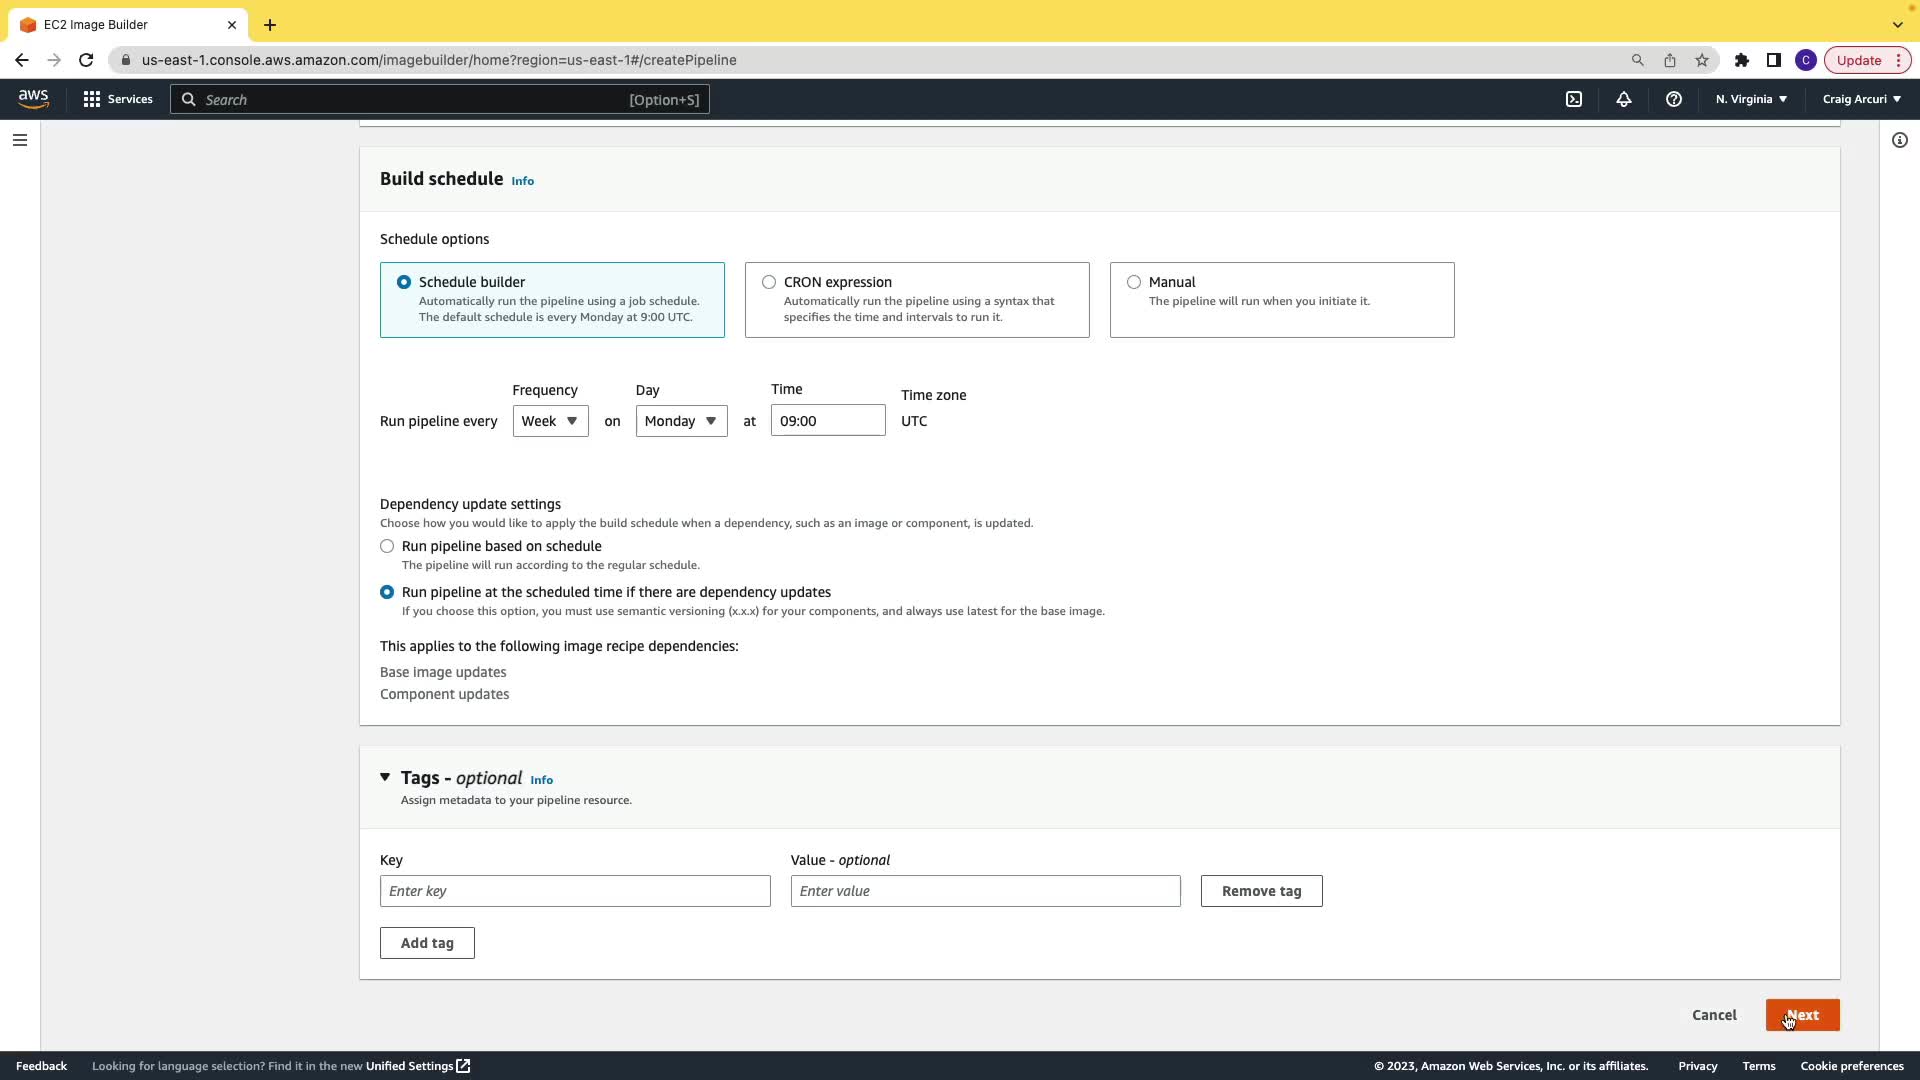 EC2 Image Builder
us-east-1.console.aws.amazon.com/imagebuilder/home?region=us-east-1#/createPipeline
C
Update
aws
Services
Search
[Option+S]
N. Virginia
Craig Arcuri
Build schedule Info
Schedule options
Schedule builder
Automatically run the pipeline using a job schedule.
The default schedule is every Monday at 9:00 UTC.
CRON expression
Automatically run the pipeline using a syntax that
specifies the time and intervals to run it.
Manual
The pipeline will run when you initiate it.
Frequency
Day
Time
Time zone
Run pipeline every Week on Monday at 09:00 UTC
Dependency update settings
Choose how you would like to apply the build schedule when a dependency, such as an image or component, is updated.
Run pipeline based on schedule
The pipeline will run according to the regular schedule.
Run pipeline at the scheduled time if there are dependency updates
If you choose this option, you must use semantic versioning (x.x.x) for your components, and always use latest for the base image.
This applies to the following image recipe dependencies:
Base image updates
Component updates
Tags - optional Info
Assign metadata to your pipeline resource.
Key
Value - optional
Enter key
Enter value
Remove tag
Add tag
Cancel
Next
Feedback
Looking for language selection? Find it in the new Unified Settings
© 2023, Amazon Web Services, Inc. or its affiliates.
Privacy
Terms
Cookie preferences